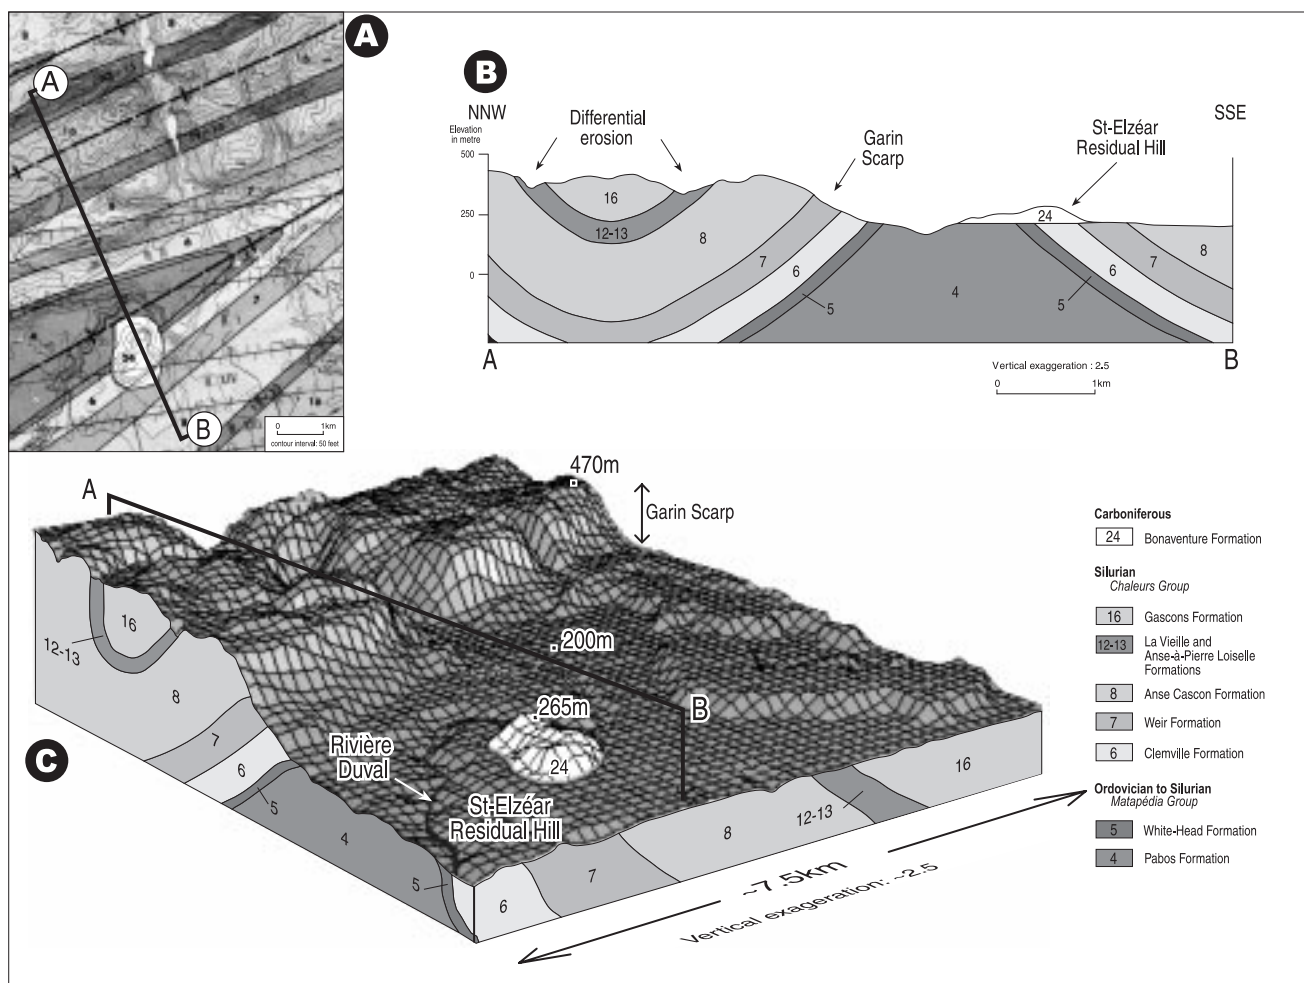 A
A
B
0 1km
contour interval: 50 feet
B
NNW
SSE
Elevation
in metre
500
250
0
Differential
erosion
Garin
Scarp
St-Elzéar
Residual Hill
16
12-13
8
7
6
5
4
24
5
6
7
8
A
B
Vertical exaggeration : 2.5
0 1km
C
A
470m
Garin Scarp
200m
265m
B
24
Rivière
Duval
St-Elzéar
Residual Hill
16
12-13
8
7
6
5
4
5
6
7
8
12-13
16
~7.5km
Vertical exageration: ~2.5
Carboniferous
24 Bonaventure Formation
Silurian
Chaleurs Group
16 Gascons Formation
12-13 La Vieille and
Anse-à-Pierre Loiselle
Formations
8 Anse Cascon Formation
7 Weir Formation
6 Clemville Formation
Ordovician to Silurian
Matapédia Group
5 White-Head Formation
4 Pabos Formation